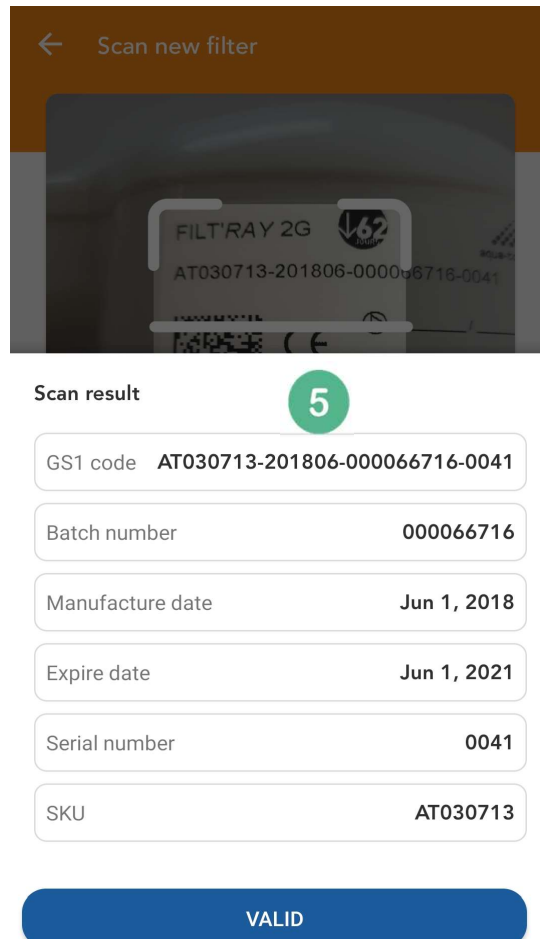 Scan new filter
FILT'RAY 2G
62
AT030713-201806-000066716-0041
CE
Scan result
5
GS1 code AT030713-201806-000066716-0041
Batch number 000066716
Manufacture date Jun 1, 2018
Expire date Jun 1, 2021
Serial number 0041
SKU AT030713
VALID